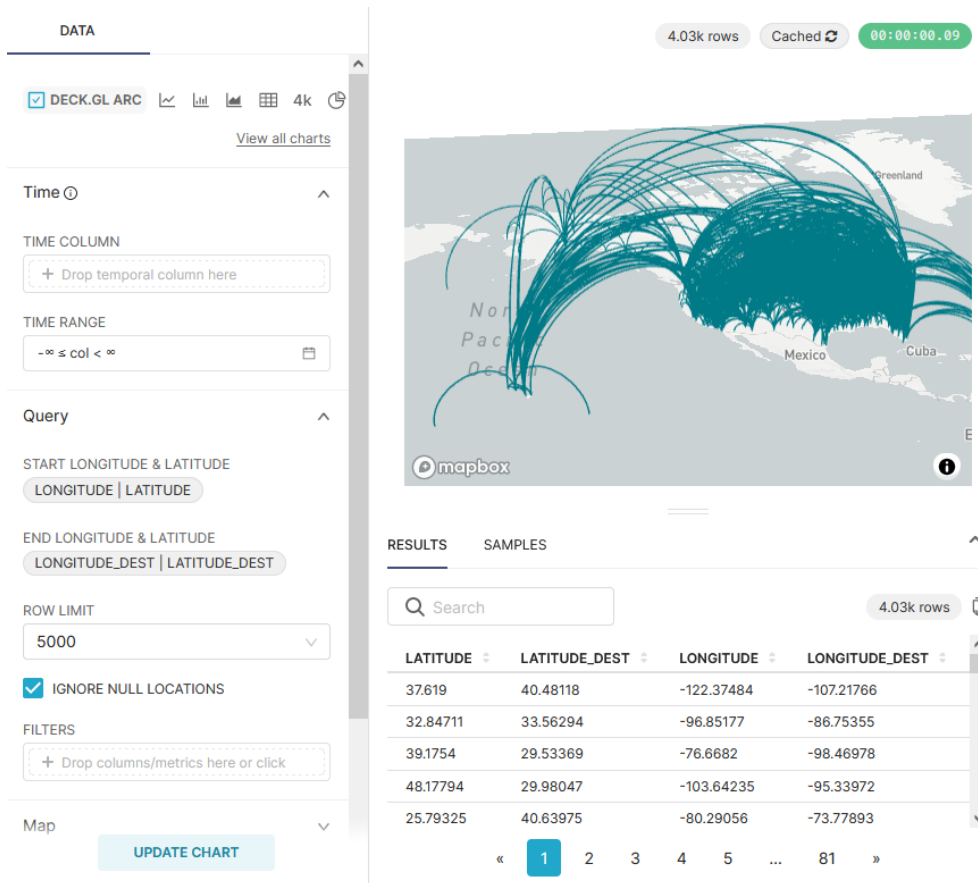 DATA
4.03k rows
Cached
00:00:00.09
DECK.GL ARC
4k
View all charts
Time
TIME COLUMN
+ Drop temporal column here
TIME RANGE
-∞ ≤ col < ∞
Query
START LONGITUDE & LATITUDE
LONGITUDE | LATITUDE
END LONGITUDE & LATITUDE
LONGITUDE_DEST | LATITUDE_DEST
ROW LIMIT
5000
IGNORE NULL LOCATIONS
FILTERS
+ Drop columns/metrics here or click
Map
UPDATE CHART
Greenland
Ocean
Mexico
Cuba
E
mapbox
RESULTS
SAMPLES
Search
4.03k rows
LATITUDE LATITUDE_DEST LONGITUDE LONGITUDE_DEST
37.619 40.48118 -122.37484 -107.21766
32.84711 33.56294 -96.85177 -86.75355
39.1754 29.53369 -76.6682 -98.46978
48.17794 29.98047 -103.64235 -95.33972
25.79325 40.63975 -80.29056 -73.77893
« 1 2 3 4 5 ... 81 »